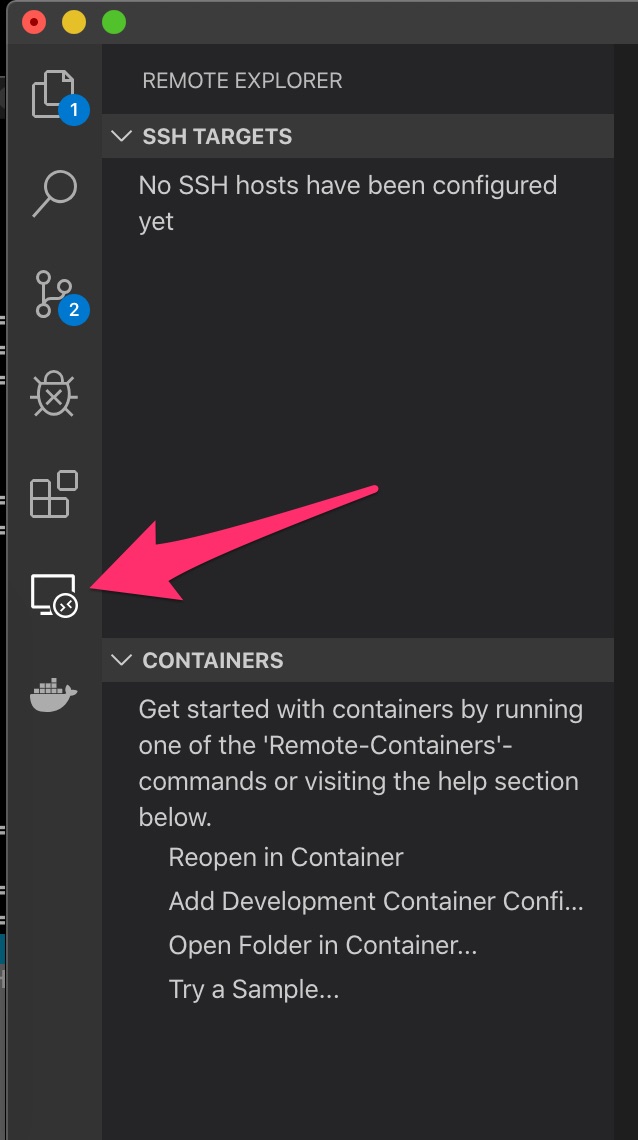 REMOTE EXPLORER
1
SSH TARGETS
No SSH hosts have been configured
yet
2
CONTAINERS
Get started with containers by running
one of the 'Remote-Containers'-
commands or visiting the help section
below.
Reopen in Container
Add Development Container Confi...
Open Folder in Container...
Try a Sample...